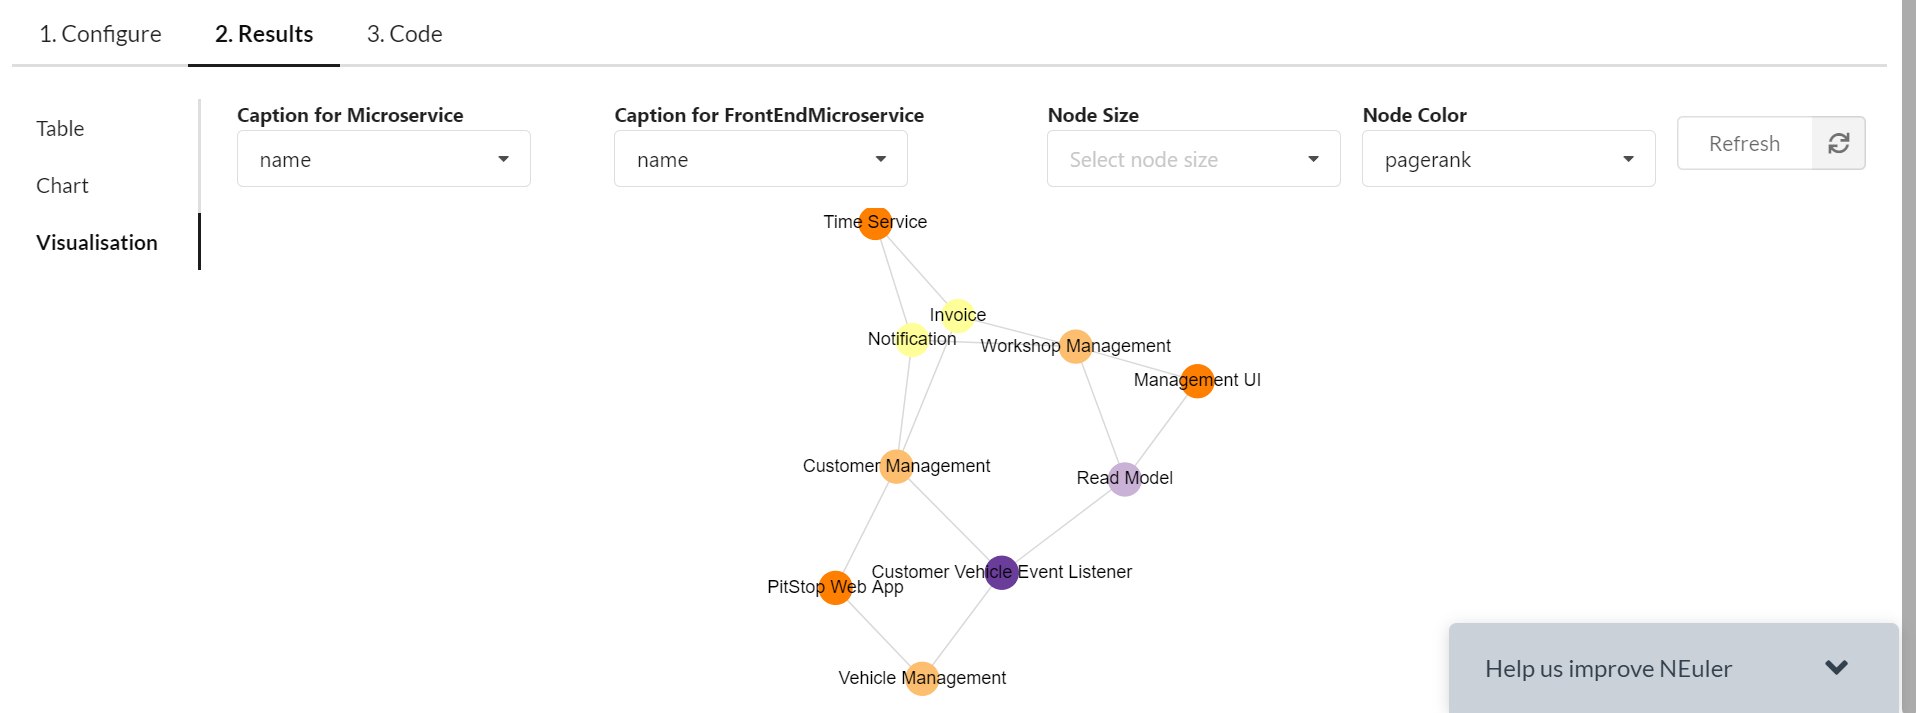 1. Configure
2. Results
3. Code
Table
Chart
Visualisation
Caption for Microservice
name
Caption for FrontEndMicroservice
name
Node Size
Select node size
Node Color
pagerank
Refresh
Time Service
Invoice
Notification
Workshop Management
Management UI
Customer Management
Read Model
Customer Vehicle Event Listener
PitStop Web App
Vehicle Management
Help us improve NEuler